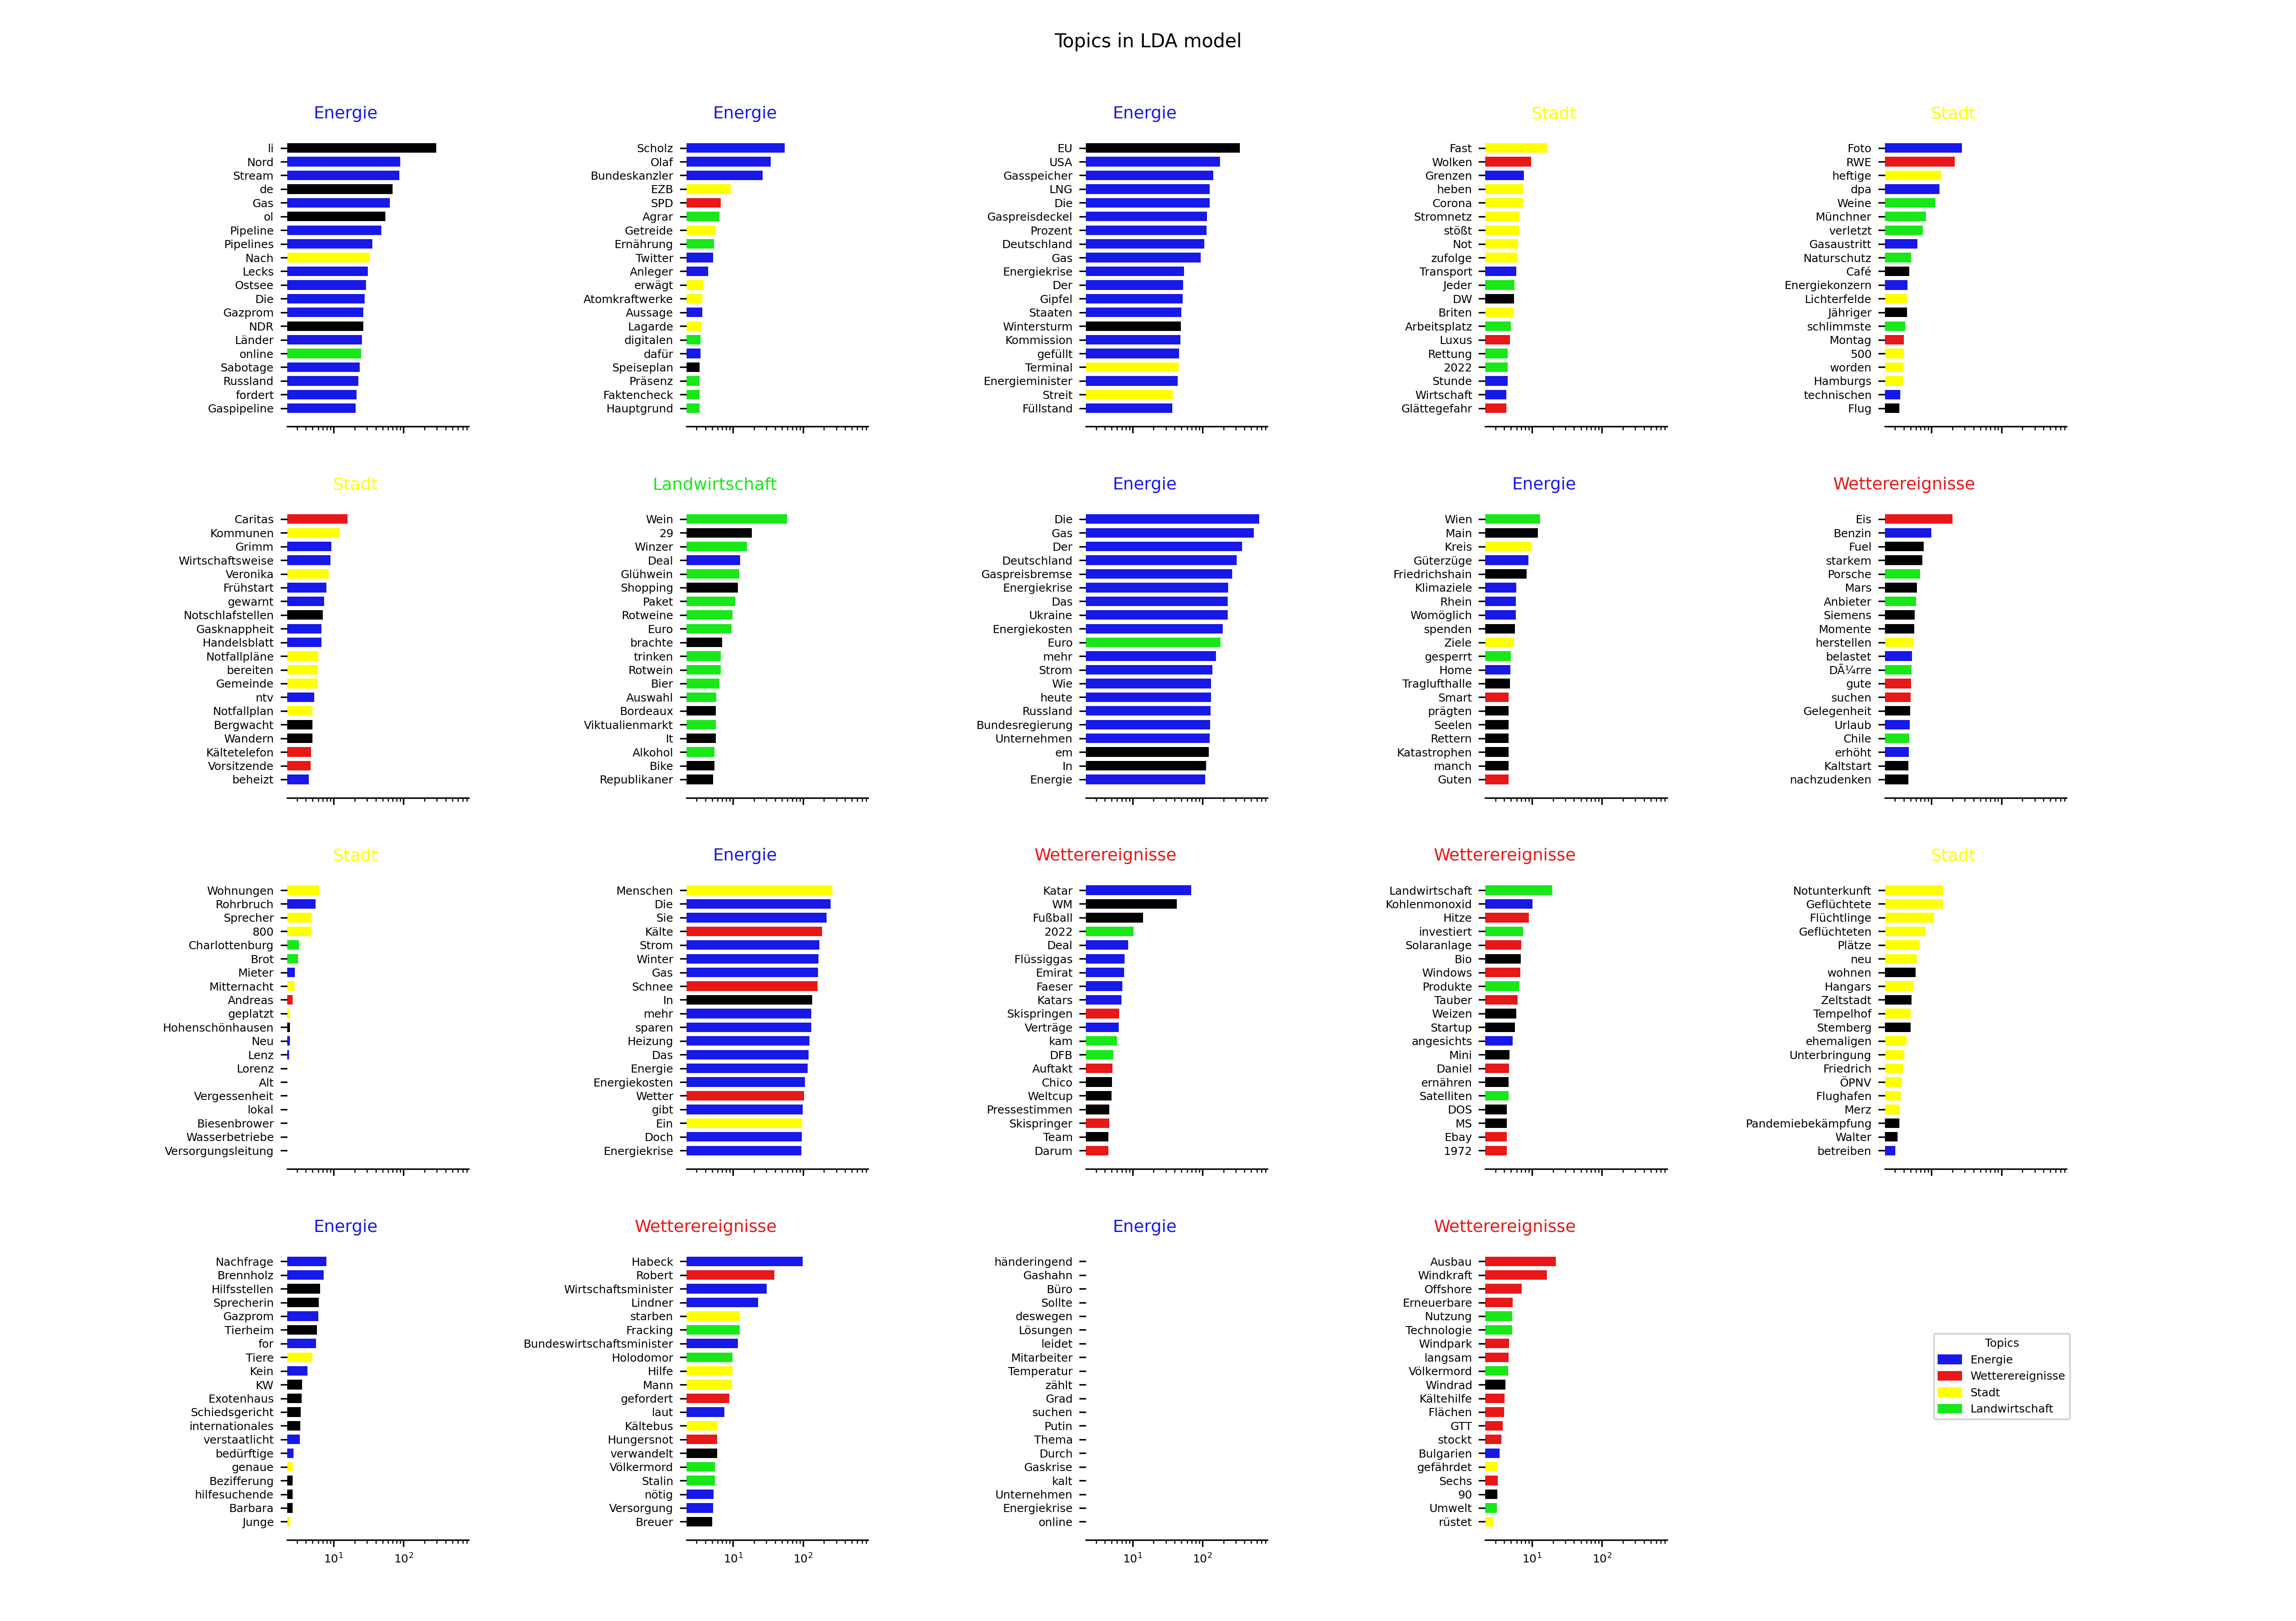 Topics in LDA model
Energie
li
Nord
Stream
de
Gas
ol
Pipeline
Pipelines
Nach
Lecks
Ostsee
Die
Gazprom
NDR
Länder
online
Sabotage
Russland
fordert
Gaspipeline
Energie
Scholz
Olaf
Bundeskanzler
EZB
SPD
Agrar
Getreide
Ernährung
Twitter
Anleger
erwägt
Atomkraftwerke
Aussage
Lagarde
digitalen
dafür
Speiseplan
Präsenz
Faktencheck
Hauptgrund
Energie
EU
USA
Gasspeicher
LNG
Die
Gaspreisdeckel
Prozent
Deutschland
Gas
Energiekrise
Der
Gipfel
Staaten
Wintersturm
Kommission
gefüllt
Terminal
Energieminister
Streit
Füllstand
Stadt
Fast
Wolken
Grenzen
heben
Corona
Stromnetz
stößt
Not
zufolge
Transport
Jeder
DW
Briten
Arbeitsplatz
Luxus
Rettung
2022
Stunde
Wirtschaft
Glättegefahr
Stadt
Foto
RWE
heftige
dpa
Weine
Münchner
verletzt
Gasaustritt
Naturschutz
Café
Energiekonzern
Lichterfelde
Jähriger
schlimmste
Montag
500
worden
Hamburgs
technischen
Flug
Stadt
Caritas
Kommunen
Grimm
Wirtschaftsweise
Veronika
Frühstart
gewarnt
Notschlafstellen
Gasknappheit
Handelsblatt
Notfallpläne
bereiten
Gemeinde
ntv
Notfallplan
Bergwacht
Wandern
Kältetelefon
Vorsitzende
beheizt
Landwirtschaft
Wein
29
Winzer
Deal
Glühwein
Shopping
Paket
Rotweine
Euro
brachte
trinken
Rotwein
Bier
Auswahl
Bordeaux
Viktualienmarkt
It
Alkohol
Bike
Republikaner
Energie
Die
Gas
Der
Deutschland
Gaspreisbremse
Energiekrise
Das
Ukraine
Energiekosten
Euro
mehr
Strom
Wie
heute
Russland
Bundesregierung
Unternehmen
em
In
Energie
Energie
Wien
Main
Kreis
Güterzüge
Friedrichshain
Klimaziele
Rhein
Womöglich
spenden
Ziele
gesperrt
Home
Traglufthalle
Smart
prägten
Seelen
Rettern
Katastrophen
manch
Guten
Wetterereignisse
Eis
Benzin
Fuel
starkem
Porsche
Mars
Anbieter
Siemens
Momente
herstellen
belastet
DÃ¼rre
gute
suchen
Gelegenheit
Urlaub
Chile
erhöht
Kaltstart
nachzudenken
Stadt
Wohnungen
Rohrbruch
Sprecher
800
Charlottenburg
Brot
Mieter
Mitternacht
Andreas
geplatzt
Hohenschönhausen
Neu
Lenz
Lorenz
Alt
Vergessenheit
lokal
Biesenbrower
Wasserbetriebe
Versorgungsleitung
Energie
Menschen
Die
Sie
Kälte
Strom
Winter
Gas
Schnee
In
mehr
sparen
Heizung
Das
Energie
Energiekosten
Wetter
gibt
Ein
Doch
Energiekrise
Wetterereignisse
Katar
WM
Fußball
2022
Deal
Flüssiggas
Emirat
Faeser
Katars
Skispringen
Verträge
kam
DFB
Auftakt
Chico
Weltcup
Pressestimmen
Skispringer
Team
Darum
Wetterereignisse
Landwirtschaft
Kohlenmonoxid
Hitze
investiert
Solaranlage
Bio
Windows
Produkte
Tauber
Weizen
Startup
angesichts
Mini
Daniel
ernähren
Satelliten
DOS
MS
Ebay
1972
Stadt
Notunterkunft
Geflüchtete
Flüchtlinge
Geflüchteten
Plätze
neu
wohnen
Hangars
Zeltstadt
Tempelhof
Stemberg
ehemaligen
Unterbringung
Friedrich
ÖPNV
Flughafen
Merz
Pandemiebekämpfung
Walter
betreiben
Energie
Nachfrage
Brennholz
Hilfsstellen
Sprecherin
Gazprom
Tierheim
for
Tiere
Kein
KW
Exotenhaus
Schiedsgericht
internationales
verstaatlicht
bedürftige
genaue
Bezifferung
hilfesuchende
Barbara
Junge
10¹ 10²
Wetterereignisse
Habeck
Robert
Wirtschaftsminister
Lindner
starben
Fracking
Bundeswirtschaftsminister
Holodomor
Hilfe
Mann
gefordert
laut
Kältebus
Hungersnot
verwandelt
Völkermord
Stalin
nötig
Versorgung
Breuer
10¹ 10²
Energie
händeringend
Gashahn
Büro
Sollte
deswegen
Lösungen
leidet
Mitarbeiter
Temperatur
zählt
Grad
suchen
Putin
Thema
Durch
Gaskrise
kalt
Unternehmen
Energiekrise
online
10¹ 10²
Wetterereignisse
Ausbau
Windkraft
Offshore
Erneuerbare
Nutzung
Technologie
Windpark
langsam
Völkermord
Windrad
Kältehilfe
Flächen
GTT
stockt
Bulgarien
gefährdet
Sechs
90
Umwelt
rüstet
10¹ 10²
Topics
Energie
Wetterereignisse
Stadt
Landwirtschaft